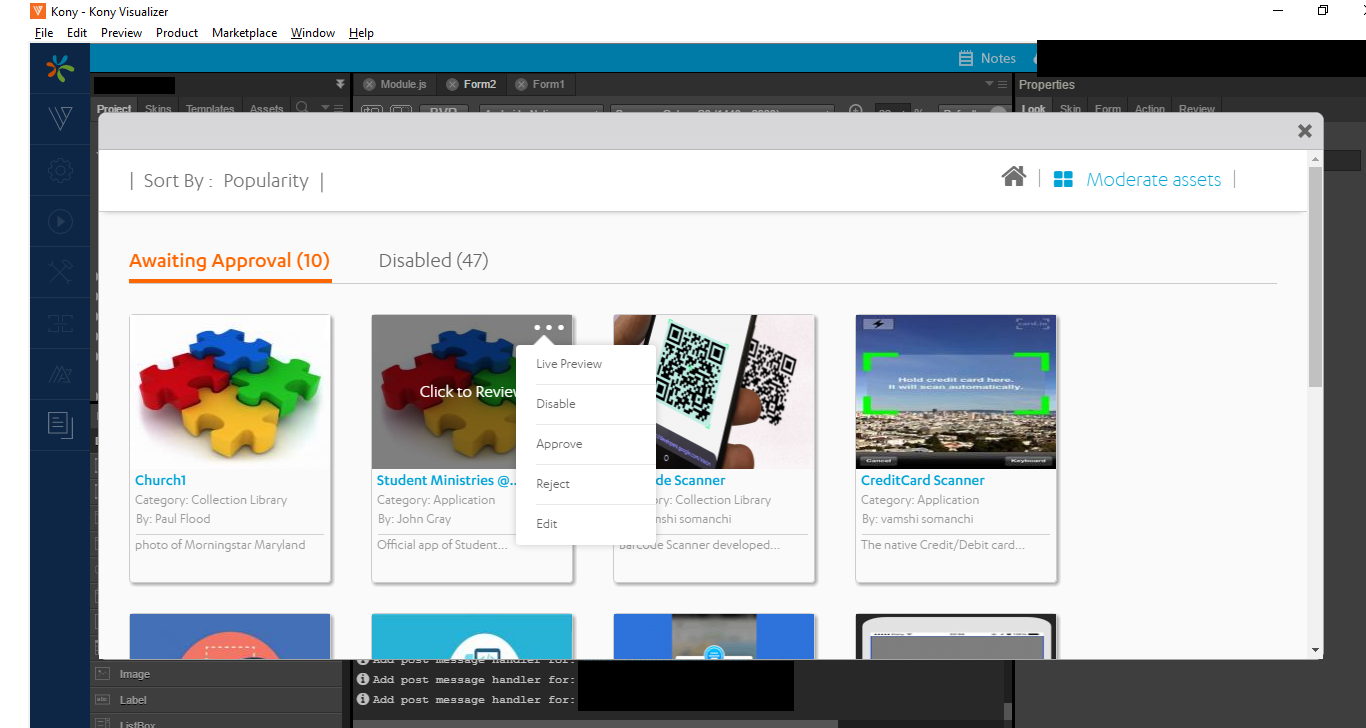 Kony - Kony Visualizer
File Edit Preview Product Marketplace Window Help
Notes
Module.js Form2 Form1
Properties
Project Skins Templates Assets
Look Skin Form Action Review
| Sort By : Popularity |
| Moderate assets |
Awaiting Approval (10) Disabled (47)
Click to Review
Live Preview
Disable
Approve
Reject
Edit
Hold credit card here.
It will scan automatically.
Cancel Keyboard
Church1
Category: Collection Library
By: Paul Flood
photo of Morningstar Maryland
Student Ministries @...
Category: Application
By: John Gray
Official app of Student...
de Scanner
ry: Collection Library
mshi somanchi
Barcode Scanner developed...
CreditCard Scanner
Category: Application
By: vamshi somanchi
The native Credit/Debit card...
Add post message handler for:
Add post message handler for:
Add post message handler for:
Image
Label
ListBox